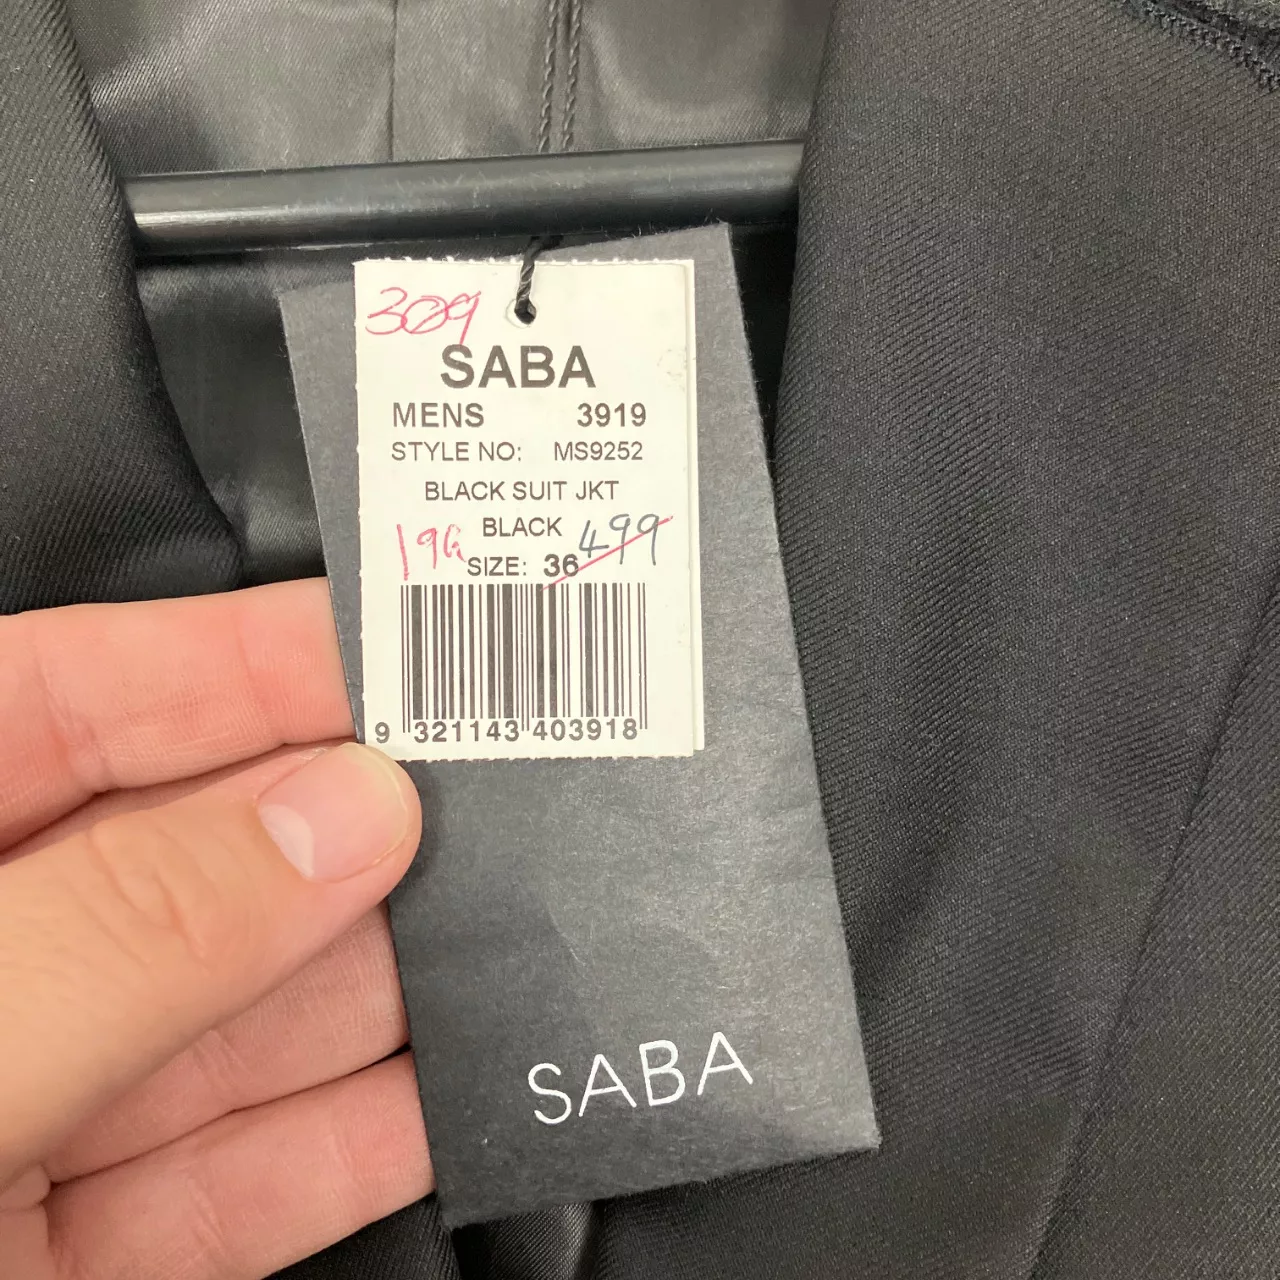 309
SABA
MENS 3919
STYLE NO: MS9252
BLACK SUIT JKT
199 BLACK 499
SIZE: 36
9 321143 403918
SABA